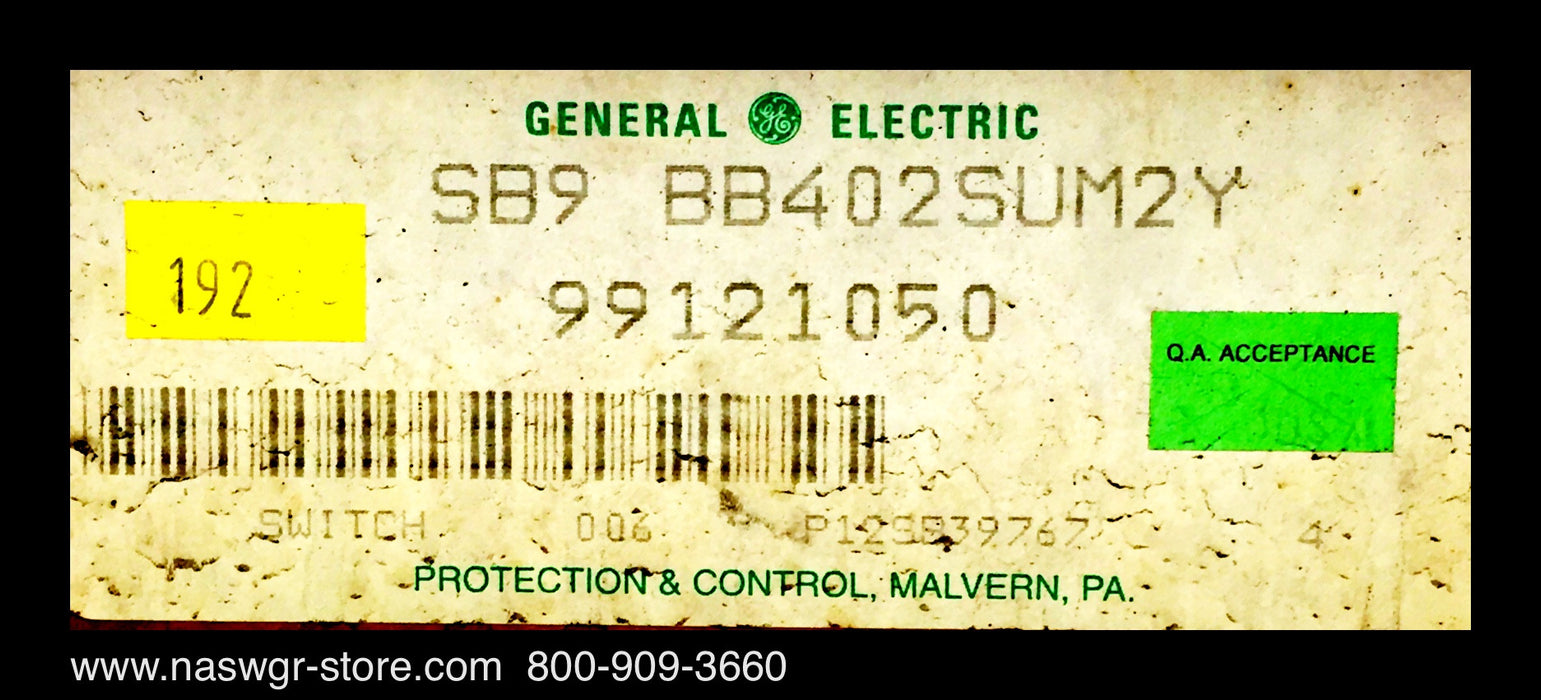 GENERAL GE ELECTRIC
SB9 BB402SUM2Y
192
99121050
Q.A. ACCEPTANCE
SWITCH 006 P12SB39767 4
PROTECTION & CONTROL, MALVERN, PA.
www.naswgr-store.com 800-909-3660